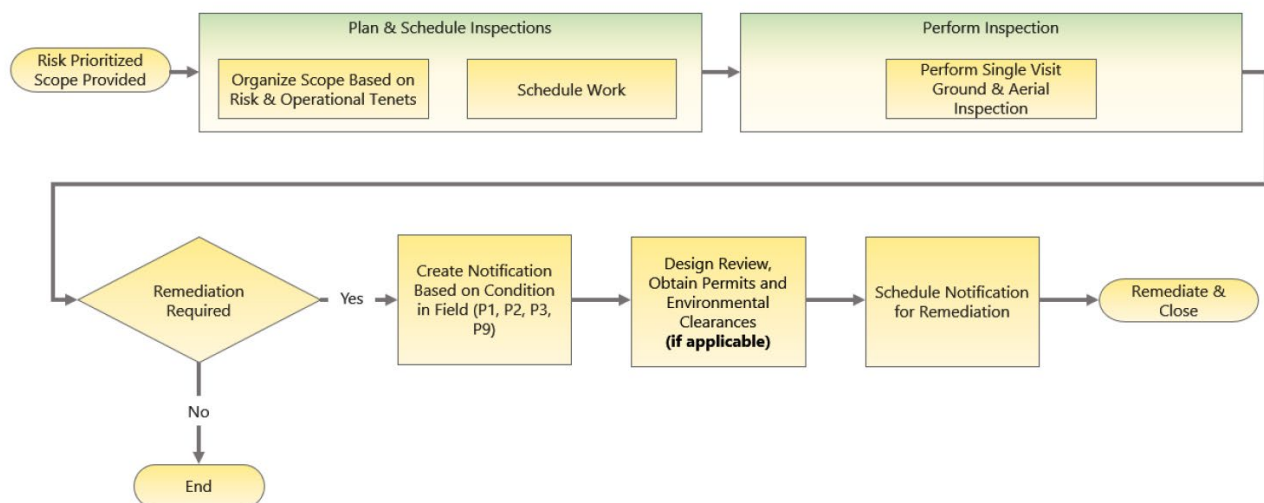 Plan & Schedule Inspections
Perform Inspection
Risk Prioritized
Scope Provided
Organize Scope Based on
Risk & Operational Tenets
Schedule Work
Perform Single Visit
Ground & Aerial
Inspection
Remediation
Required
Yes
No
End
Create Notification
Based on Condition
in Field (P1, P2, P3,
P9)
Design Review,
Obtain Permits and
Environmental
Clearances
(if applicable)
Schedule Notification
for Remediation
Remediate &
Close